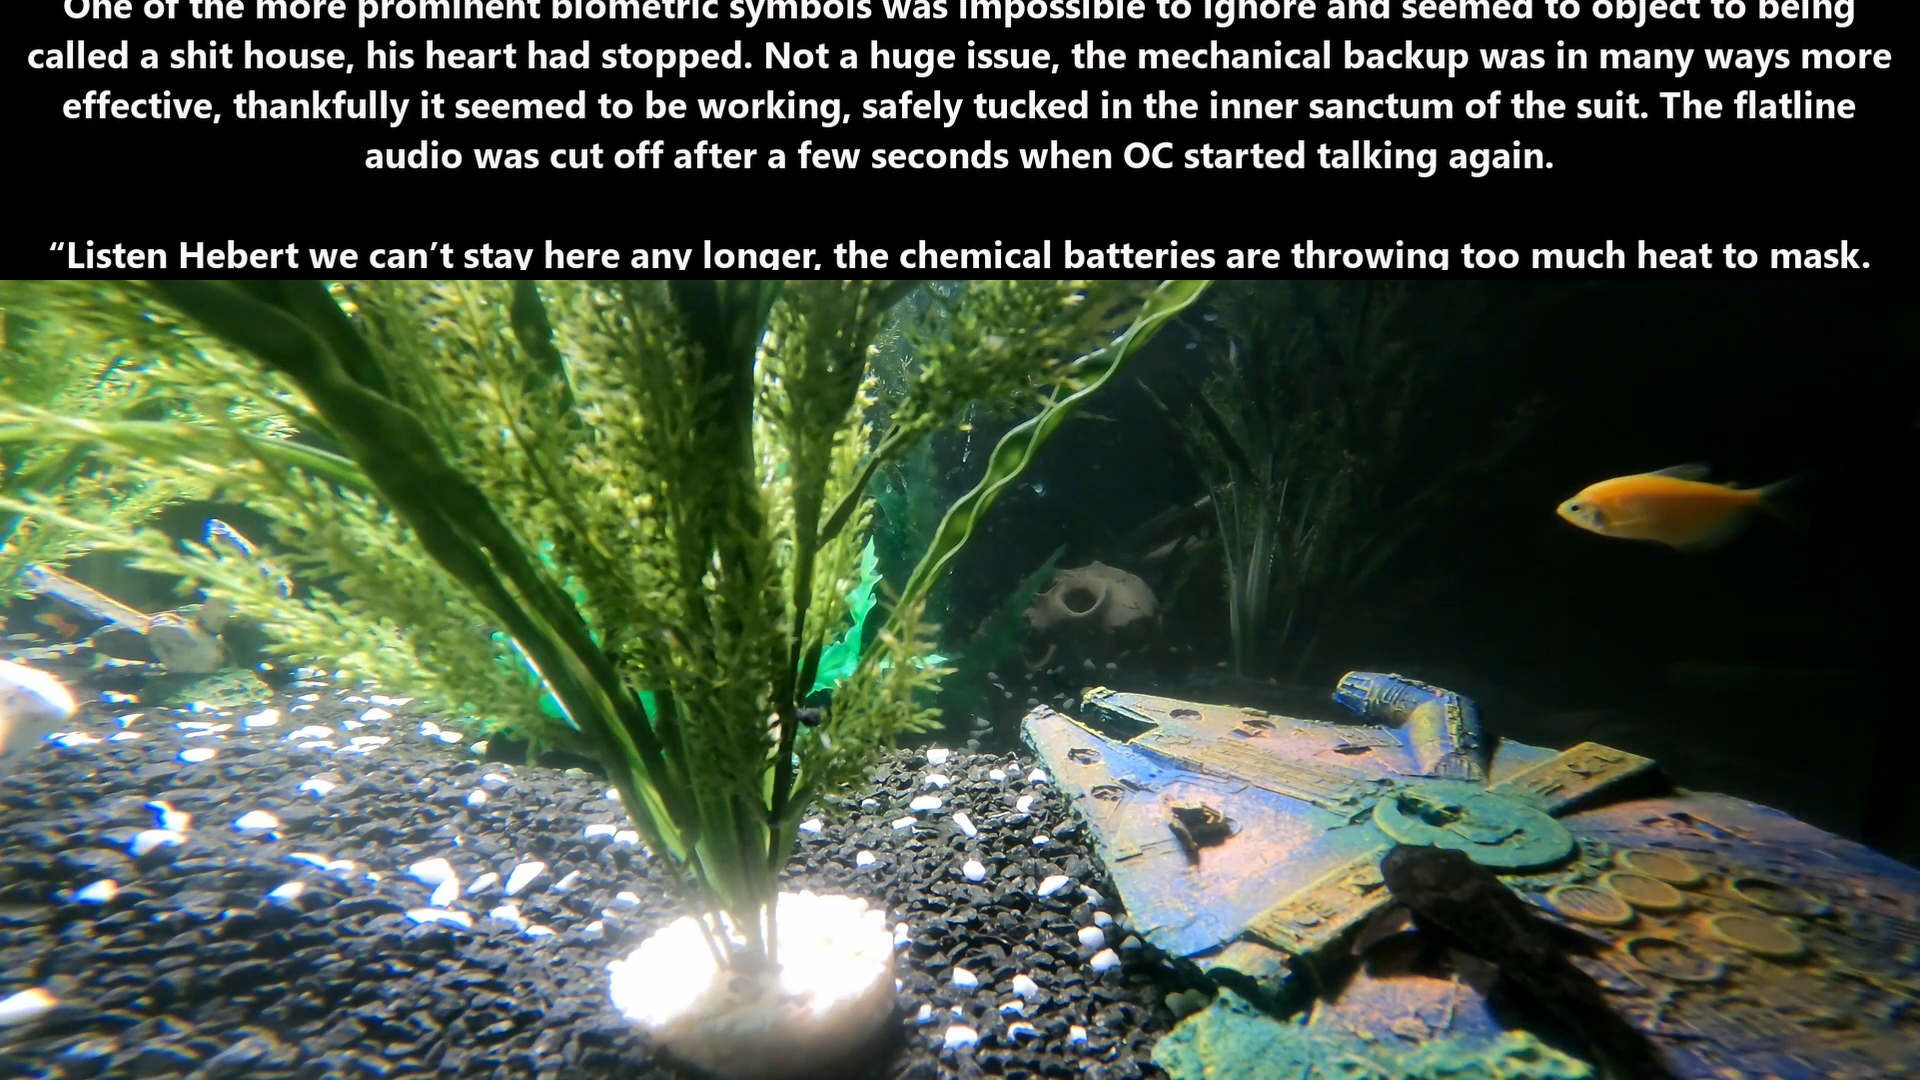 One of the more prominent biometric symbols was impossible to ignore and seemed to object to being
called a shit house, his heart had stopped. Not a huge issue, the mechanical backup was in many ways more
effective, thankfully it seemed to be working, safely tucked in the inner sanctum of the suit. The flatline
audio was cut off after a few seconds when OC started talking again.
“Listen Hebert we can’t stay here any longer, the chemical batteries are throwing too much heat to mask.